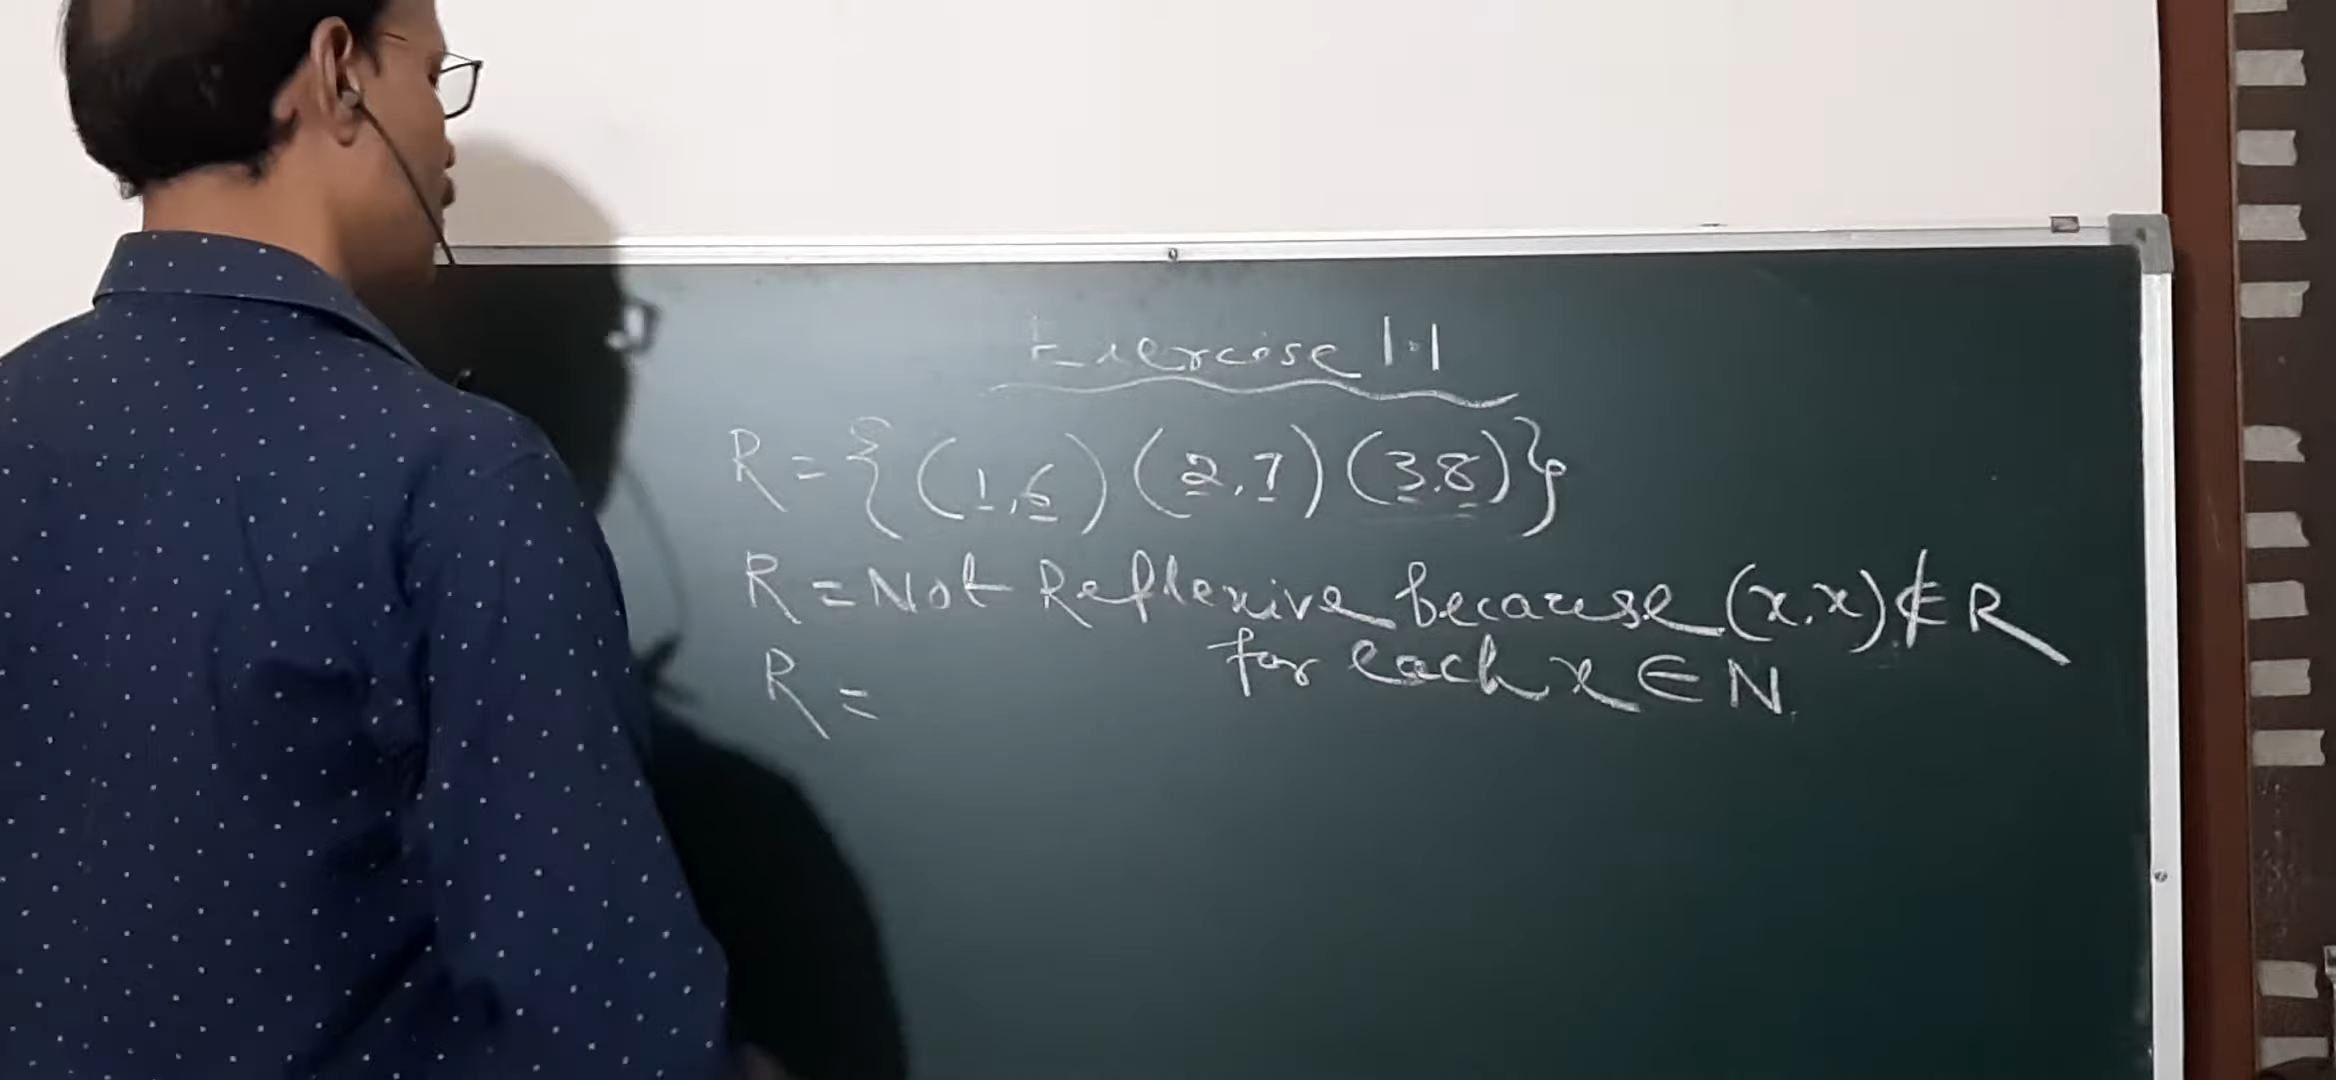 Exercise 1.1
R = { (1,6) (2,7) (3,8) }
R = Not Reflexive because (x,x) ∉ R
for each x ∈ N.
R =